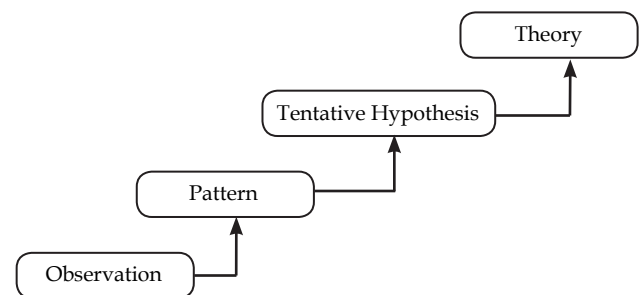 Theory
Tentative Hypothesis
Pattern
Observation